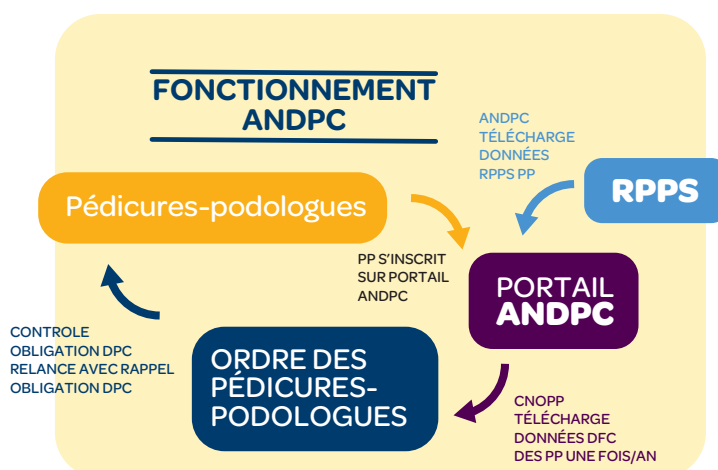 FONCTIONNEMENT
ANDPC
ANDPC
TÉLÉCHARGE
DONNÉES
RPPS PP
RPPS
Pédicures-podologues
PP S'INSCRIT
SUR PORTAIL
ANDPC
PORTAIL
ANDPC
CONTROLE
OBLIGATION DPC
RELANCE AVEC RAPPEL
OBLIGATION DPC
ORDRE DES
PÉDICURES-
PODOLOGUES
CNOPP
TÉLÉCHARGE
DONNÉES DFC
DES PP UNE FOIS/AN